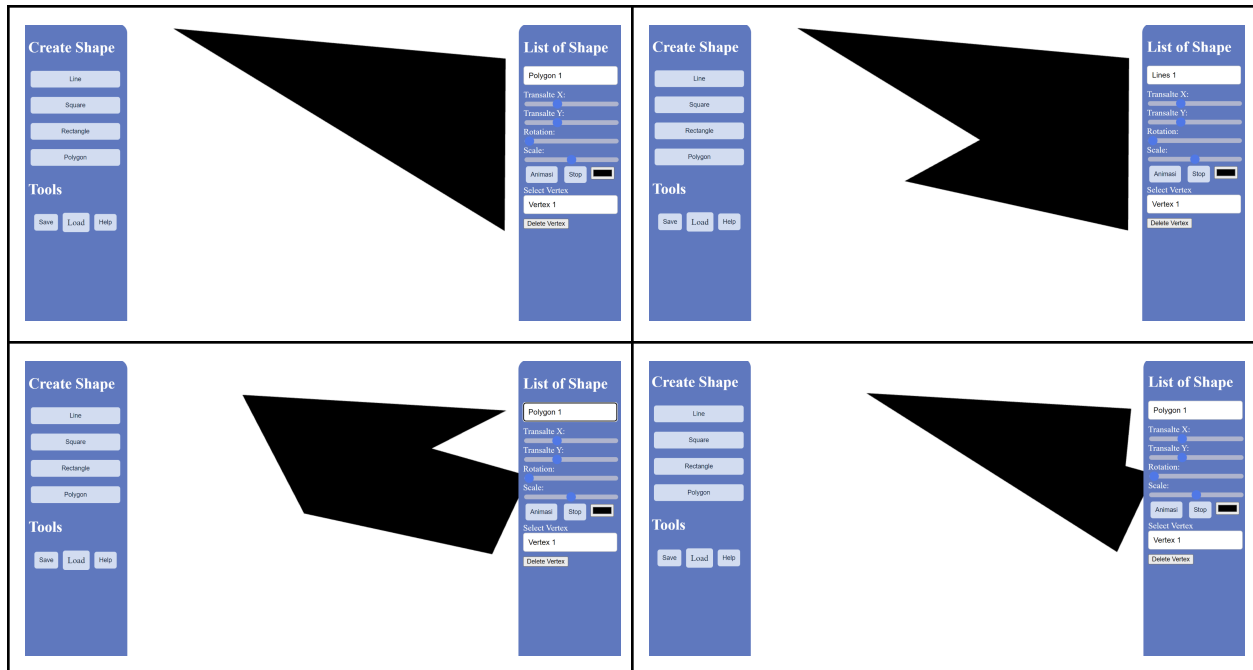 Create Shape
Line
Square
Rectangle
Polygon
Tools
Save Load Help
List of Shape
Polygon 1
Transalte X:
Transalte Y:
Rotation:
Scale:
Animasi Stop
Select Vertex
Vertex 1
Delete Vertex
Create Shape
Line
Square
Rectangle
Polygon
Tools
Save Load Help
List of Shape
Lines 1
Transalte X:
Transalte Y:
Rotation:
Scale:
Animasi Stop
Select Vertex
Vertex 1
Delete Vertex
Create Shape
Line
Square
Rectangle
Polygon
Tools
Save Load Help
List of Shape
Polygon 1
Transalte X:
Transalte Y:
Rotation:
Scale:
Animasi Stop
Select Vertex
Vertex 1
Delete Vertex
Create Shape
Line
Square
Rectangle
Polygon
Tools
Save Load Help
List of Shape
Polygon 1
Transalte X:
Transalte Y:
Rotation:
Scale:
Animasi Stop
Select Vertex
Vertex 1
Delete Vertex